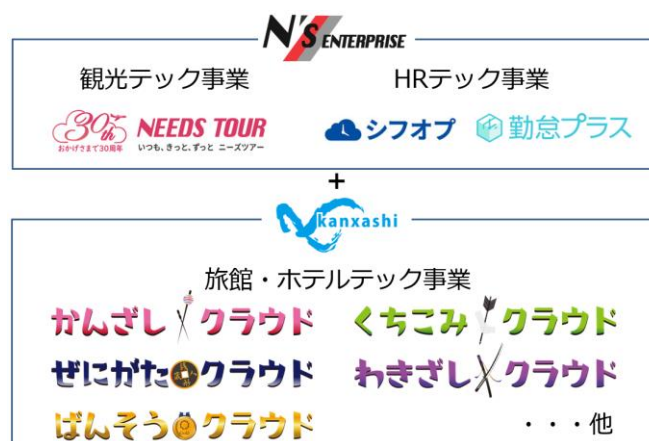 N'S ENTERPRISE
観光テック事業
HRテック事業
30th
おかげさまで30周年
NEEDS TOUR
いつも、きっと、ずっと ニーズツアー
シフオプ
勤怠プラス
+
kanxashi
旅館・ホテルテック事業
かんざしクラウド
くちこみクラウド
ぜにがたクラウド
わきざしクラウド
ばんそうクラウド
・・・他